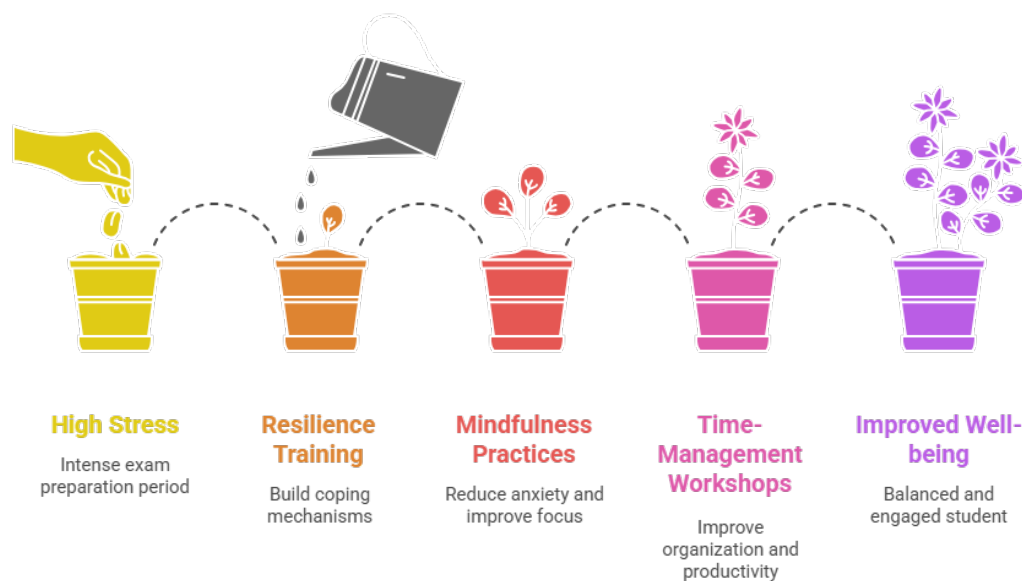 High Stress
Intense exam
preparation period
Resilience
Training
Build coping
mechanisms
Mindfulness
Practices
Reduce anxiety and
improve focus
Time-
Management
Workshops
Improve
organization and
productivity
Improved Well-
being
Balanced and
engaged student